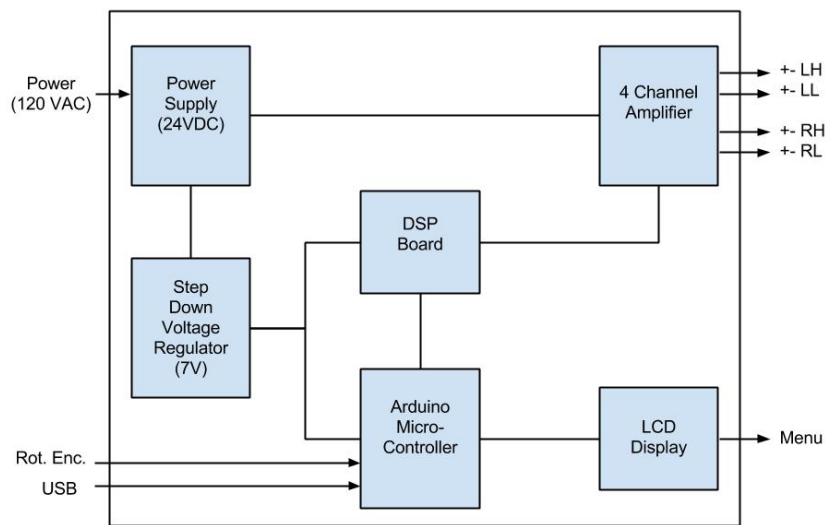 Power
(120 VAC)
Power
Supply
(24VDC)
4 Channel
Amplifier
+- LH
+- LL
+- RH
+- RL
DSP
Board
Step
Down
Voltage
Regulator
(7V)
Arduino
Micro-
Controller
LCD
Display
Menu
Rot. Enc.
USB